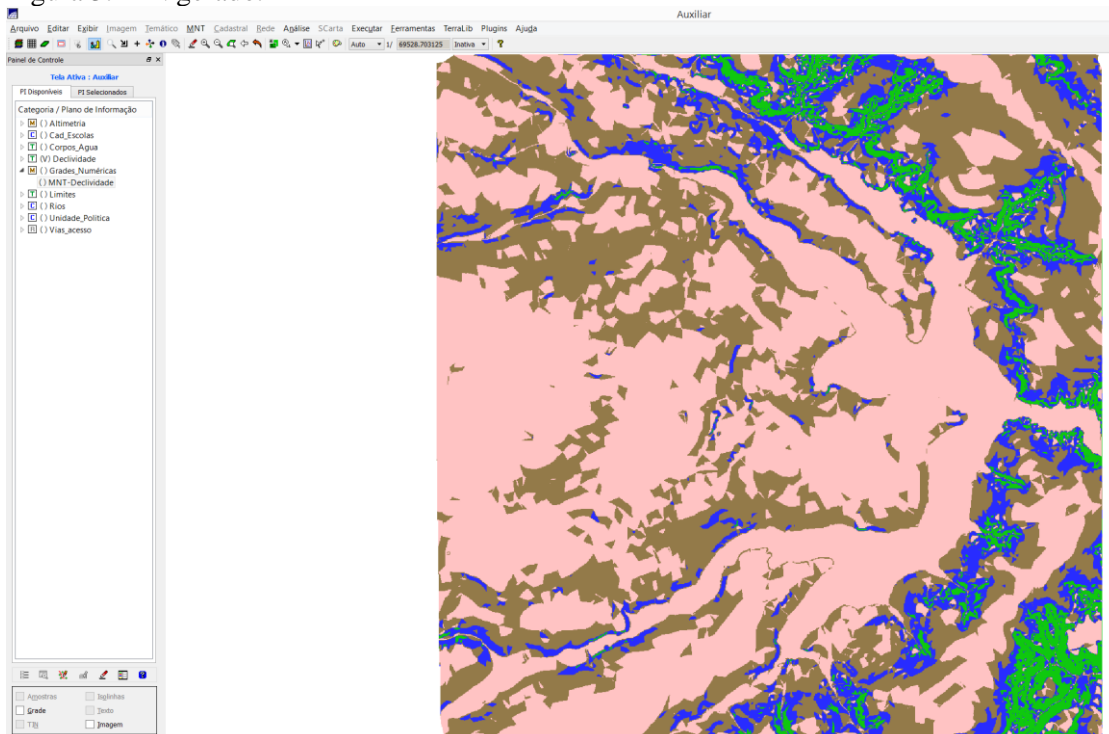 Auxiliar
Arquivo Editar Exibir Imagem Temático MNT Cadastral Rede Análise SCarta Executar Ferramentas TerraLib Plugins Ajuda
Auto 1/ 69528.703125 Inativa
Painel de Controle
Tela Ativa : Auxiliar
PI Disponíveis PI Selecionados
Categoria / Plano de Informação
M ( ) Altimetria
C ( ) Cad_Escolas
T ( ) Corpos_Agua
T (V) Declividade
M ( ) Grades_Numéricas
( ) MNT-Declividade
T ( ) Limites
C ( ) Rios
C ( ) Unidade_Politica
( ) Vias_acesso
Amostras Isolinhas
Grade Texto
TIN Imagem